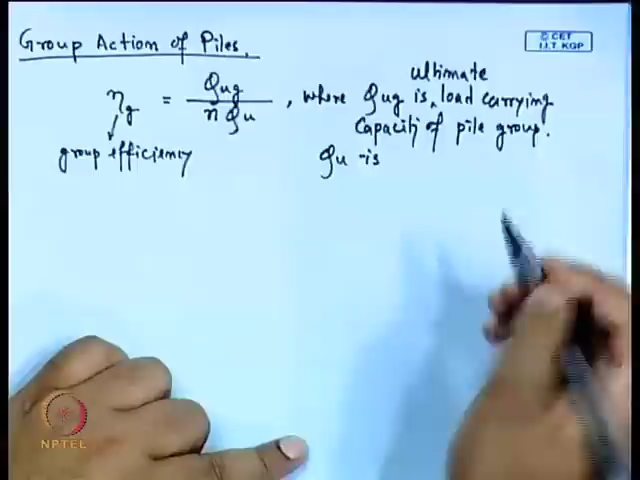 Group Action of Piles.
© CET
I.I.T. KGP
ηg = Qug / n Qu , where Qug is ultimate load carrying
capacity of pile group.
group efficiency
Qu is
NPTEL